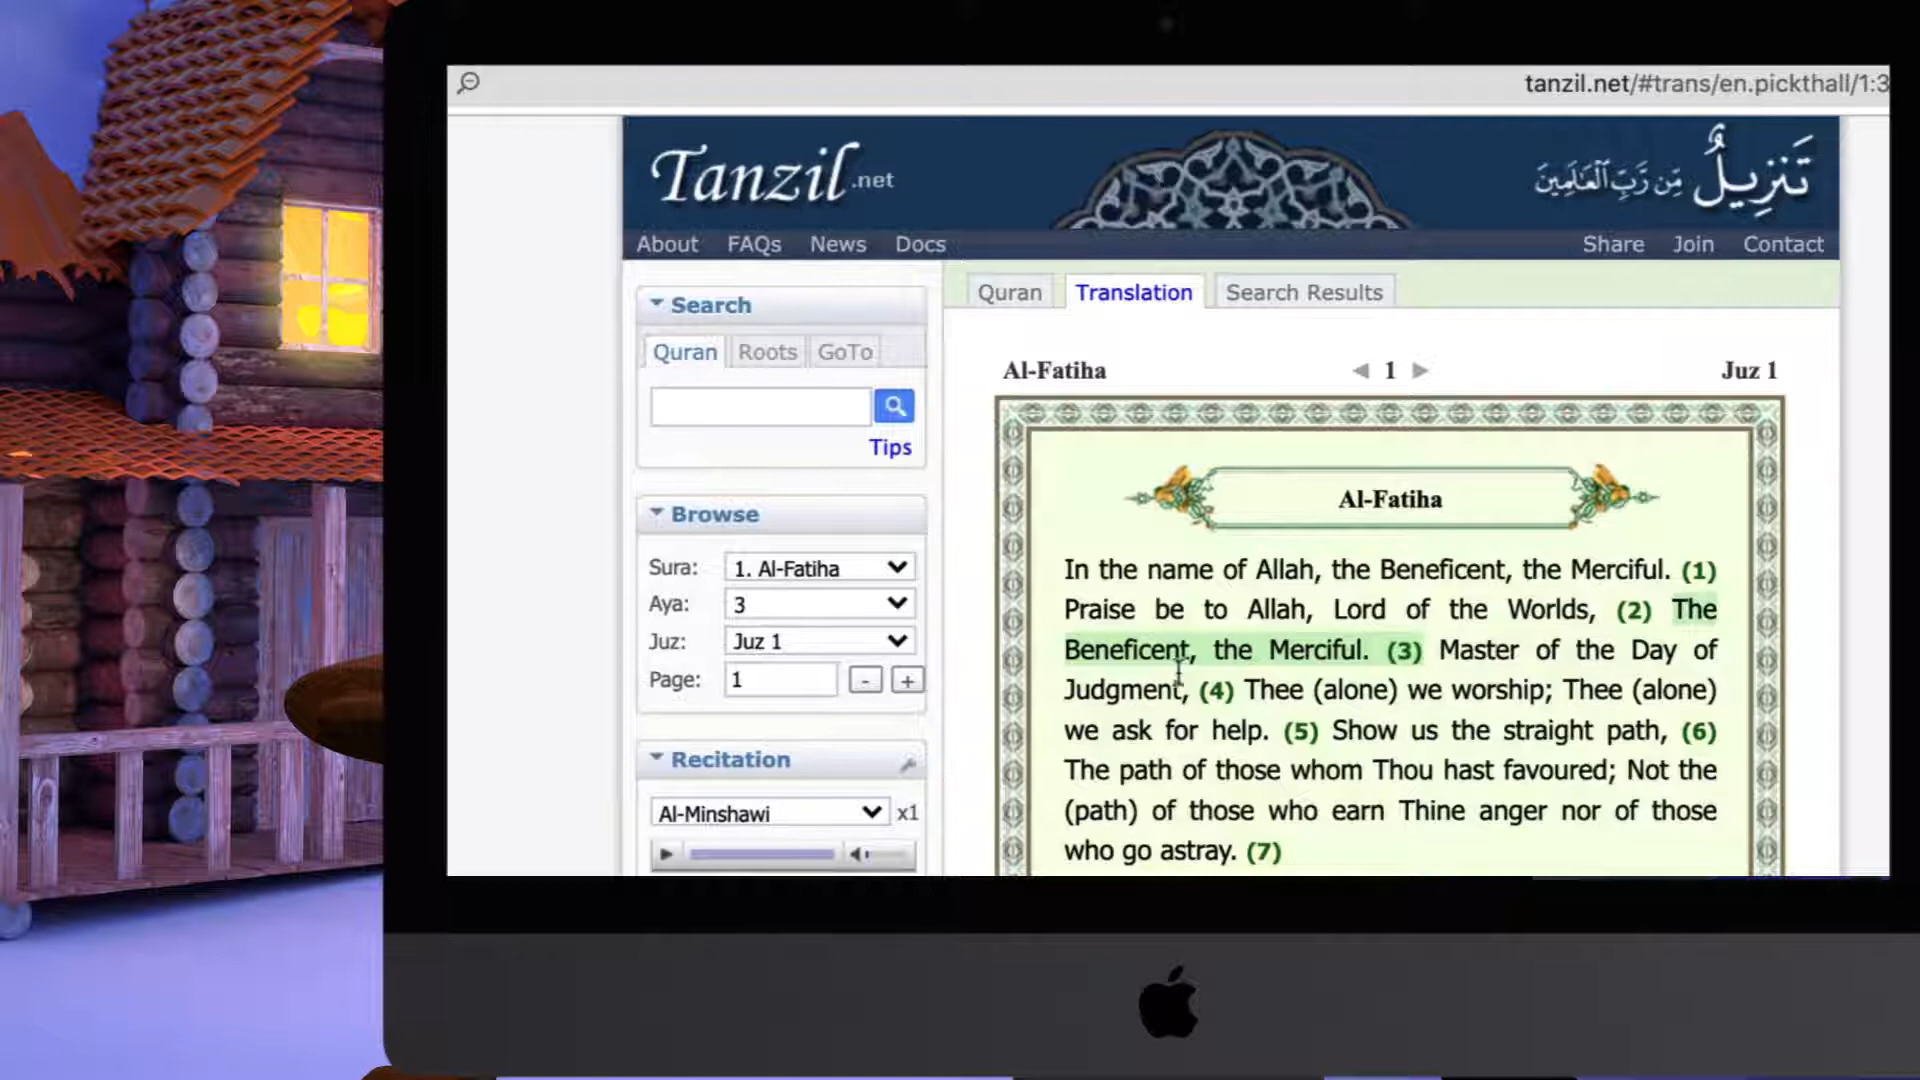 tanzil.net/#trans/en.pickthall/1:3
Tanzil.net
تَنزِيلٌ مِّن رَّبِّ ٱلْعَـٰلَمِينَ
About FAQs News Docs
Share Join Contact
Search
Quran Roots GoTo
Tips
Browse
Sura: 1. Al-Fatiha
Aya: 3
Juz: Juz 1
Page: 1 - +
Recitation
Al-Minshawi x1
Quran Translation Search Results
Al-Fatiha 1 Juz 1
Al-Fatiha
In the name of Allah, the Beneficent, the Merciful. (1)
Praise be to Allah, Lord of the Worlds, (2) The
Beneficent, the Merciful. (3) Master of the Day of
Judgment, (4) Thee (alone) we worship; Thee (alone)
we ask for help. (5) Show us the straight path, (6)
The path of those whom Thou hast favoured; Not the
(path) of those who earn Thine anger nor of those
who go astray. (7)